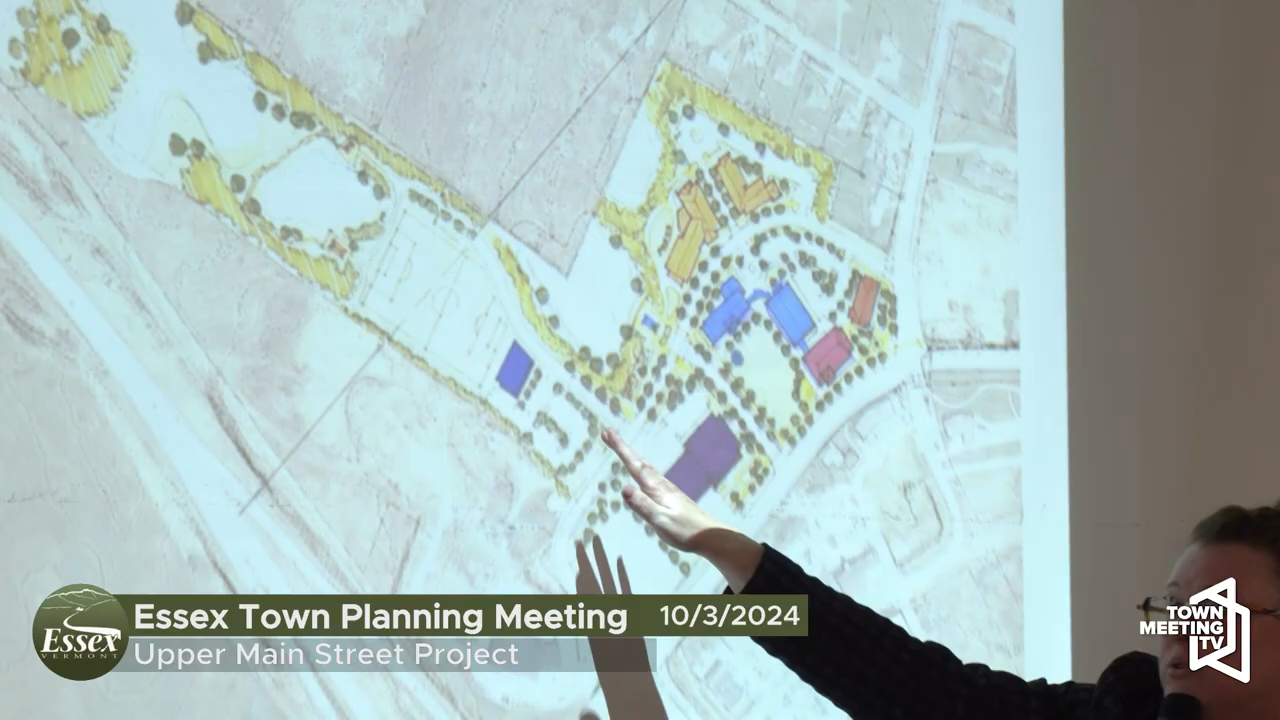 Essex Town Planning Meeting 10/3/2024
Upper Main Street Project
Essex
VERMONT
TOWN
MEETING
TV